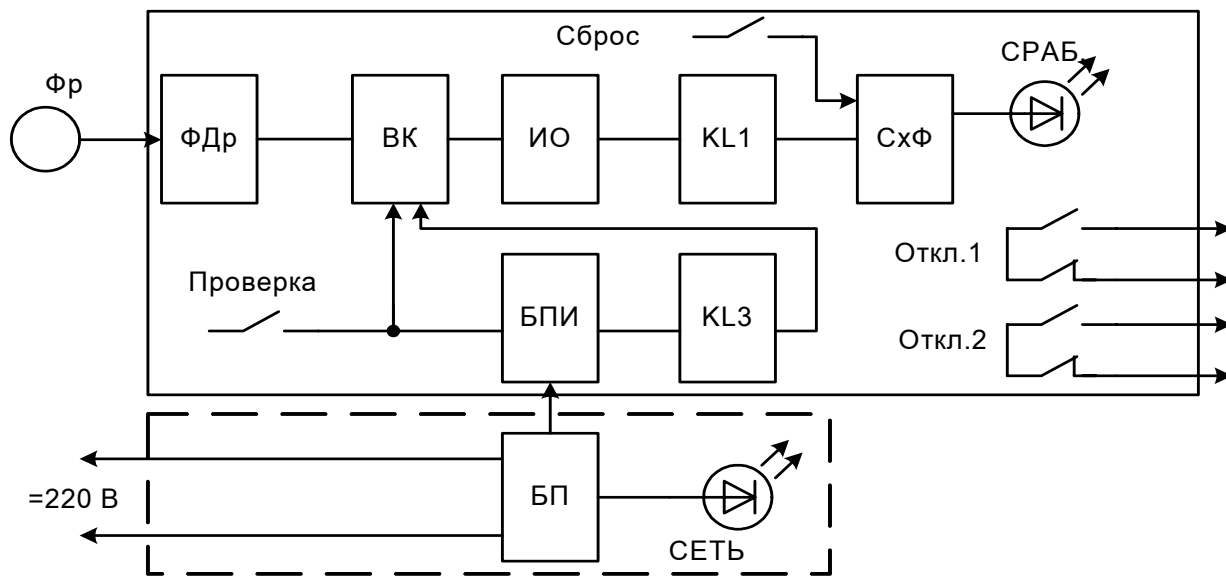 Сброс
СРАБ.
Фр
ФДр
ВК
ИО
KL1
СхФ
Откл.1
Проверка
БПИ
KL3
Откл.2
=220 В
БП
СЕТЬ